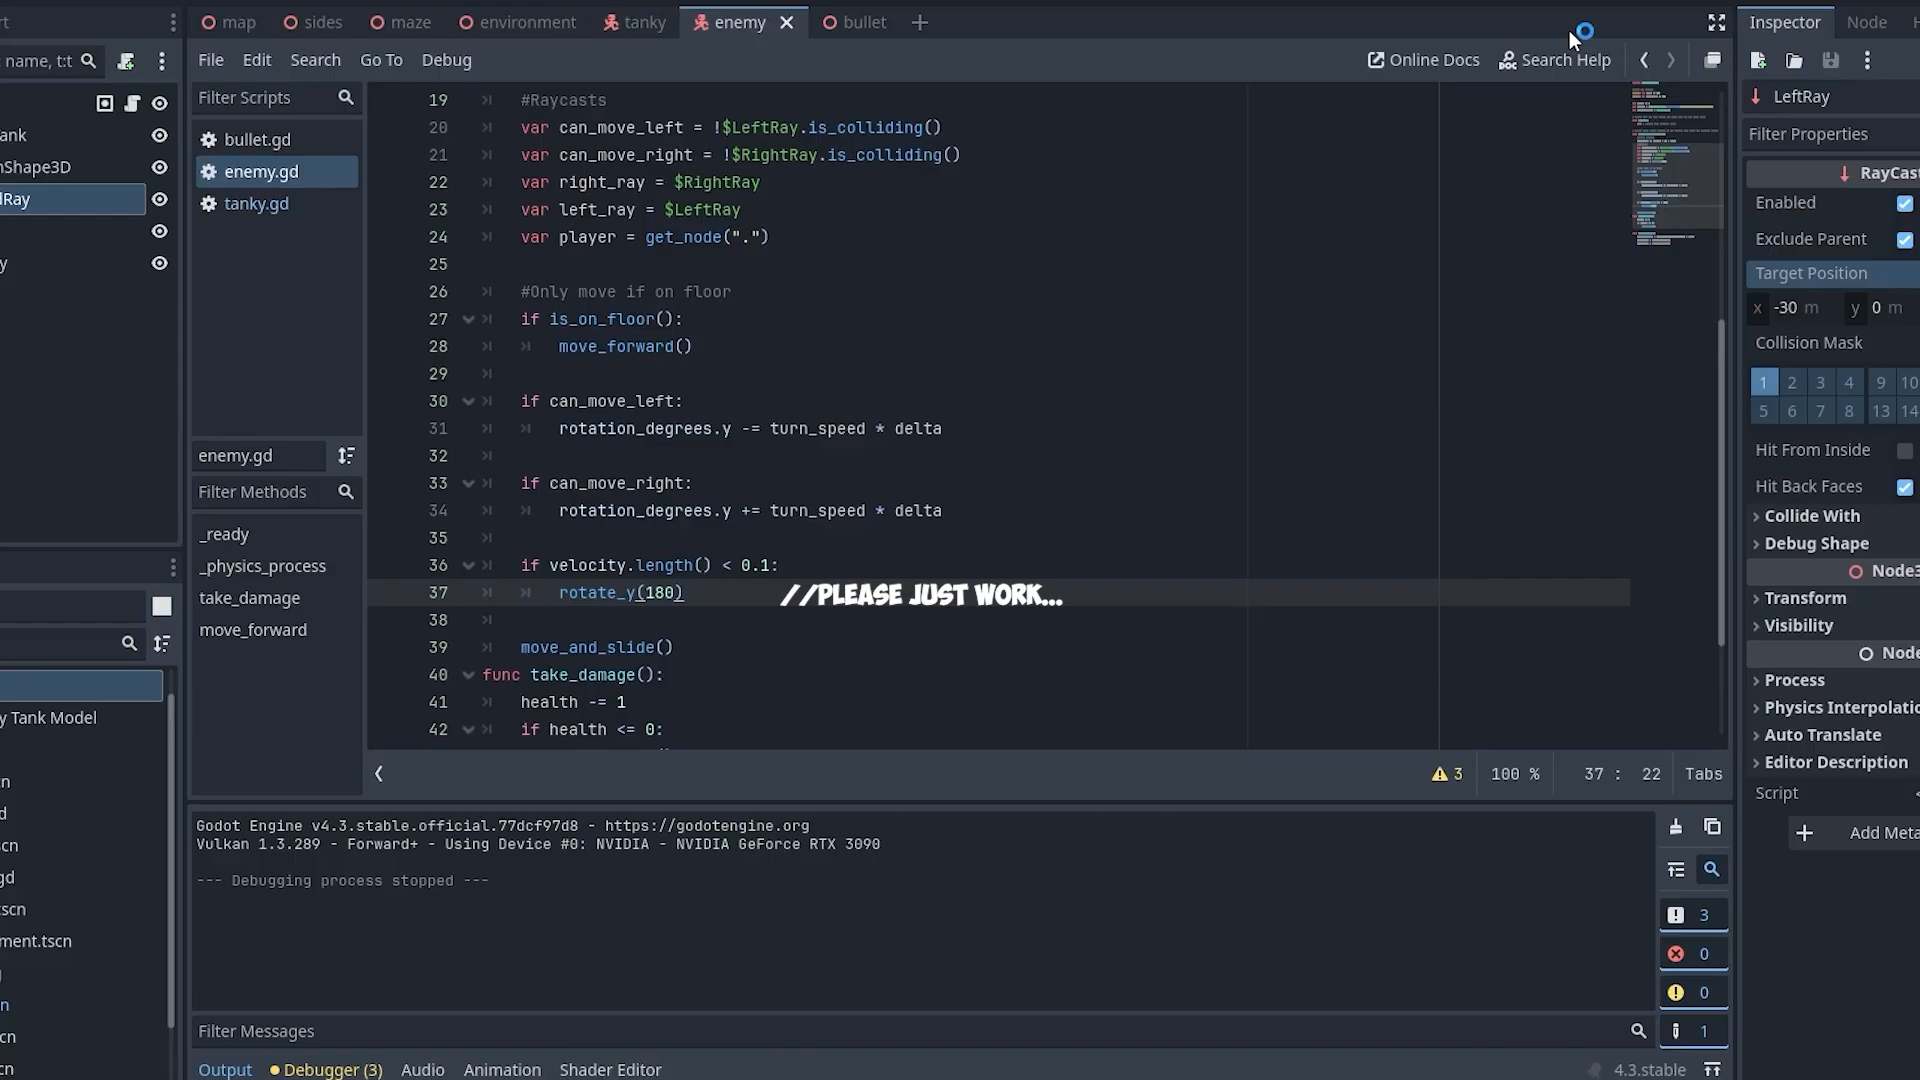 map
sides
maze
environment
tanky
enemy
bullet
Inspector
Node
File
Edit
Search
Go To
Debug
Online Docs
Search Help
name, t:t
Filter Scripts
bullet.gd
enemy.gd
tanky.gd
enemy.gd
Filter Methods
_ready
_physics_process
take_damage
move_forward
ank
nShape3D
Ray
y
y Tank Model
cn
d
cn
gd
tscn
ment.tscn
n
cn
cn
19 #Raycasts
20 var can_move_left = !$LeftRay.is_colliding()
21 var can_move_right = !$RightRay.is_colliding()
22 var right_ray = $RightRay
23 var left_ray = $LeftRay
24 var player = get_node(".")
25
26 #Only move if on floor
27 if is_on_floor():
28 move_forward()
29
30 if can_move_left:
31 rotation_degrees.y -= turn_speed * delta
32
33 if can_move_right:
34 rotation_degrees.y += turn_speed * delta
35
36 if velocity.length() < 0.1:
37 rotate_y(180) //PLEASE JUST WORK...
38
39 move_and_slide()
40 func take_damage():
41 health -= 1
42 if health <= 0:
3 100 % 37 : 22 Tabs
Godot Engine v4.3.stable.official.77dcf97d8 - https://godotengine.org
Vulkan 1.3.289 - Forward+ - Using Device #0: NVIDIA - NVIDIA GeForce RTX 3090
--- Debugging process stopped ---
3
0
0
1
Filter Messages
Output
Debugger (3)
Audio
Animation
Shader Editor
4.3.stable
LeftRay
Filter Properties
RayCast
Enabled
Exclude Parent
Target Position
x -30 m y 0 m
Collision Mask
1 2 3 4 9 10
5 6 7 8 13 14
Hit From Inside
Hit Back Faces
Collide With
Debug Shape
Node3
Transform
Visibility
Node
Process
Physics Interpolatio
Auto Translate
Editor Description
Script
Add Meta